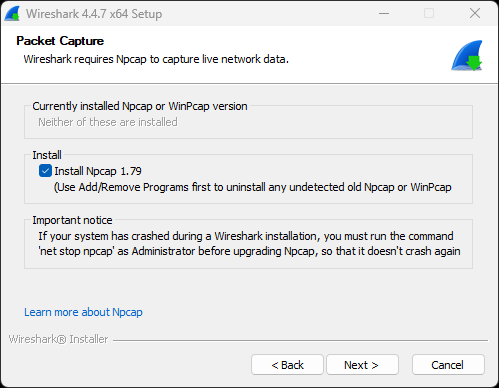 Wireshark 4.4.7 x64 Setup
Packet Capture
Wireshark requires Npcap to capture live network data.
Currently installed Npcap or WinPcap version
Neither of these are installed
Install
Install Npcap 1.79
(Use Add/Remove Programs first to uninstall any undetected old Npcap or WinPcap
Important notice
If your system has crashed during a Wireshark installation, you must run the command
'net stop npcap' as Administrator before upgrading Npcap, so that it doesn't crash again
Learn more about Npcap
Wireshark® Installer
< Back
Next >
Cancel